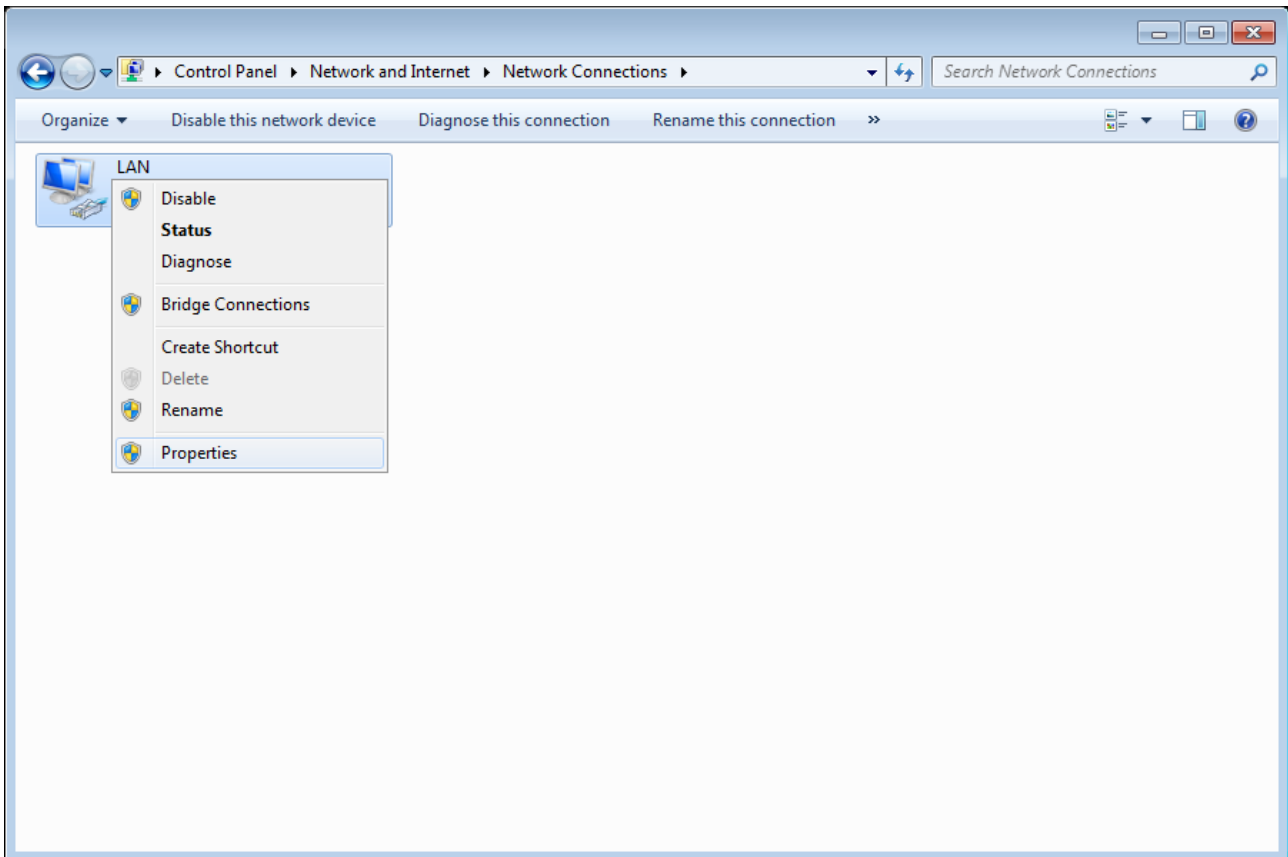 Control Panel Network and Internet Network Connections Search Network Connections
Organize Disable this network device Diagnose this connection Rename this connection »
LAN
Disable
Status
Diagnose
Bridge Connections
Create Shortcut
Delete
Rename
Properties